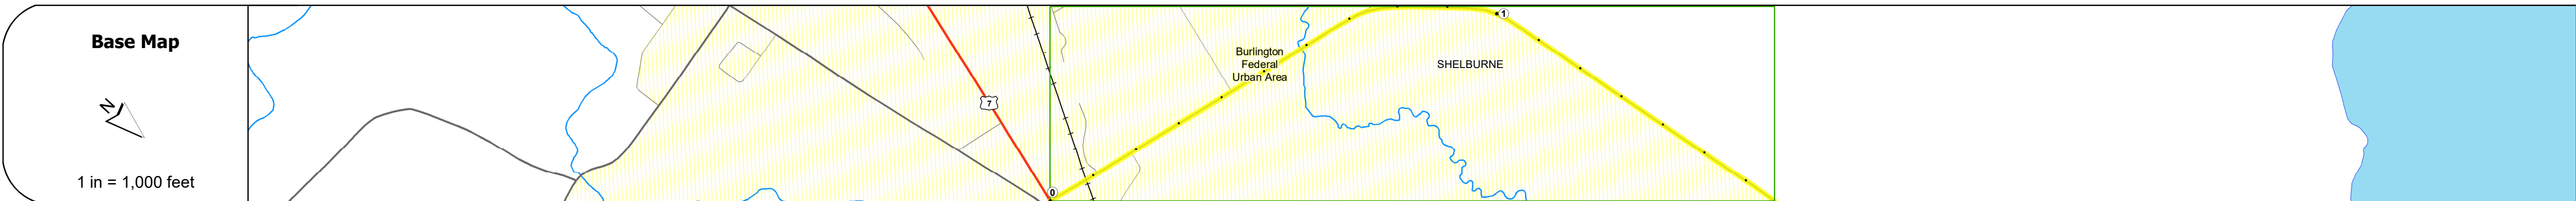 Base Map
N
1 in = 1,000 feet
7
0
Burlington
Federal
Urban Area
SHELBURNE
1